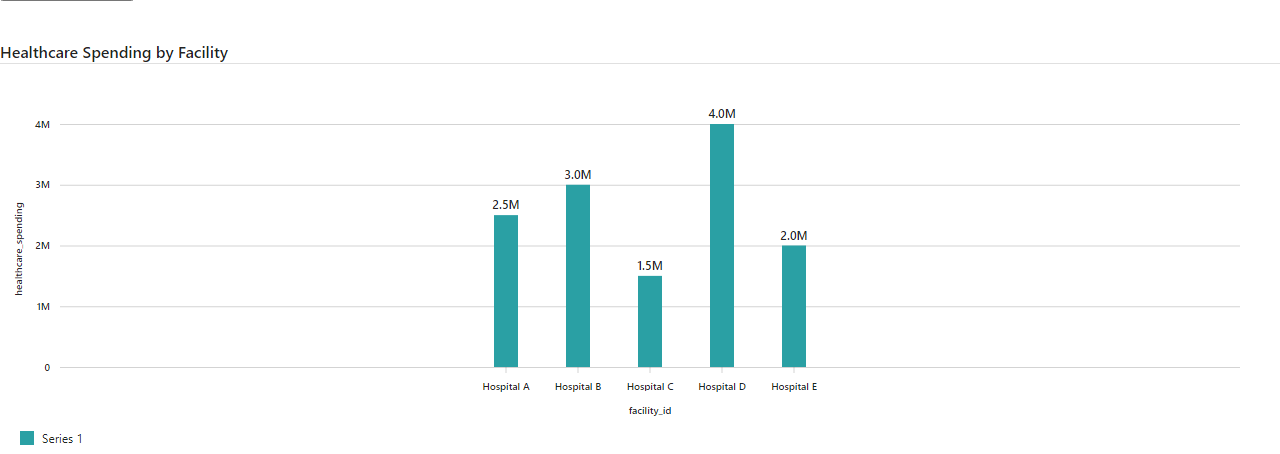 Healthcare Spending by Facility
4.0M
4M
3.0M
3M
2.5M
2.0M
2M
1.5M
1M
0
healthcare_spending
Hospital A Hospital B Hospital C Hospital D Hospital E
facility_id
Series 1